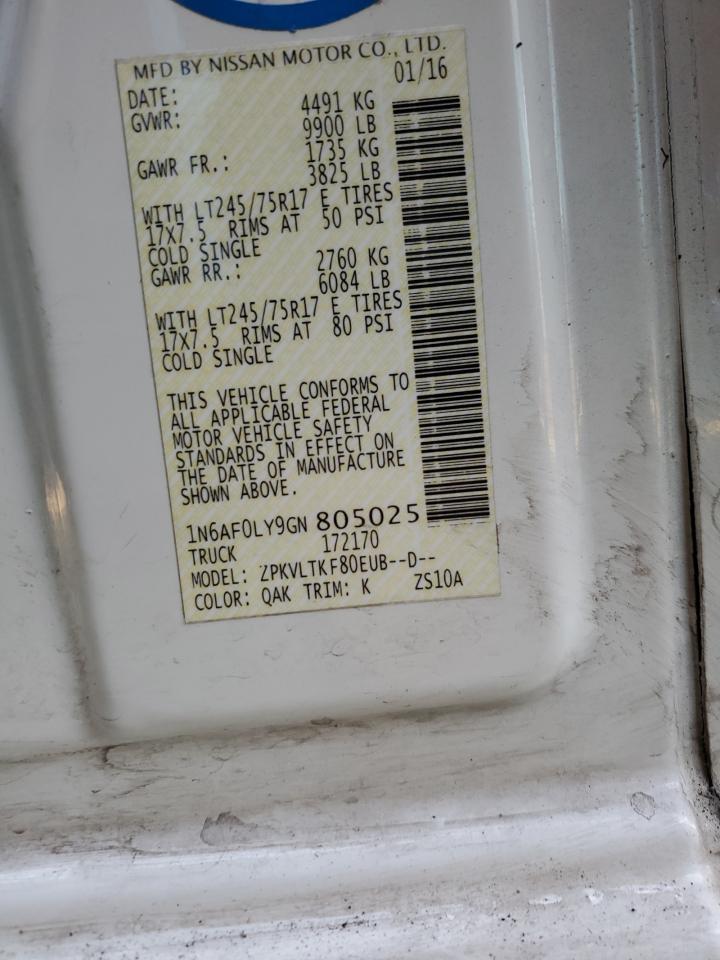 MFD BY NISSAN MOTOR CO., LTD.
DATE: 01/16
GVWR: 4491 KG
9900 LB
GAWR FR.: 1735 KG
3825 LB
WITH LT245/75R17 E TIRES
17X7.5 RIMS AT 50 PSI
COLD SINGLE
GAWR RR.: 2760 KG
6084 LB
WITH LT245/75R17 E TIRES
17X7.5 RIMS AT 80 PSI
COLD SINGLE
THIS VEHICLE CONFORMS TO
ALL APPLICABLE FEDERAL
MOTOR VEHICLE SAFETY
STANDARDS IN EFFECT ON
THE DATE OF MANUFACTURE
SHOWN ABOVE.
1N6AF0LY9GN 805025
TRUCK 172170
MODEL: ZPKVLTKF80EUB--D--
COLOR: QAK TRIM: K ZS10A